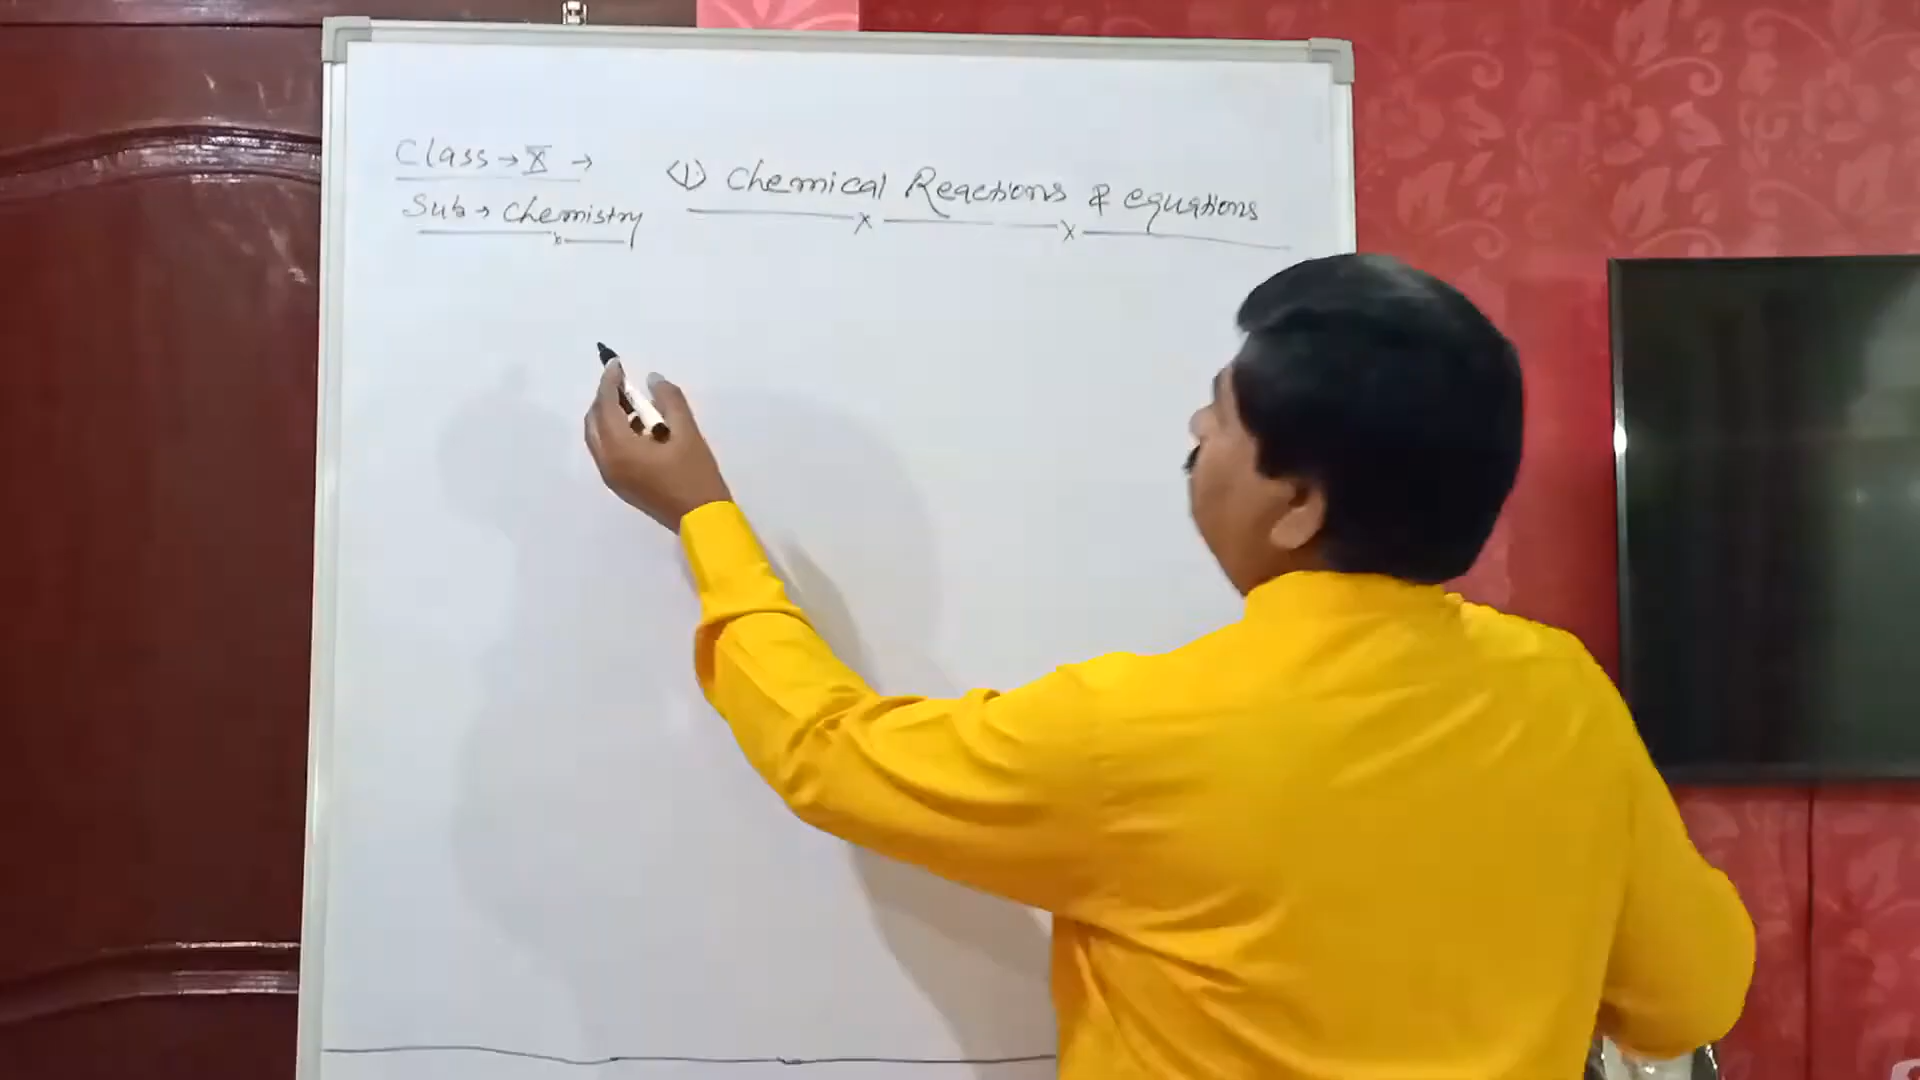 Class → X →
Sub → Chemistry
(1) Chemical Reactions & equations